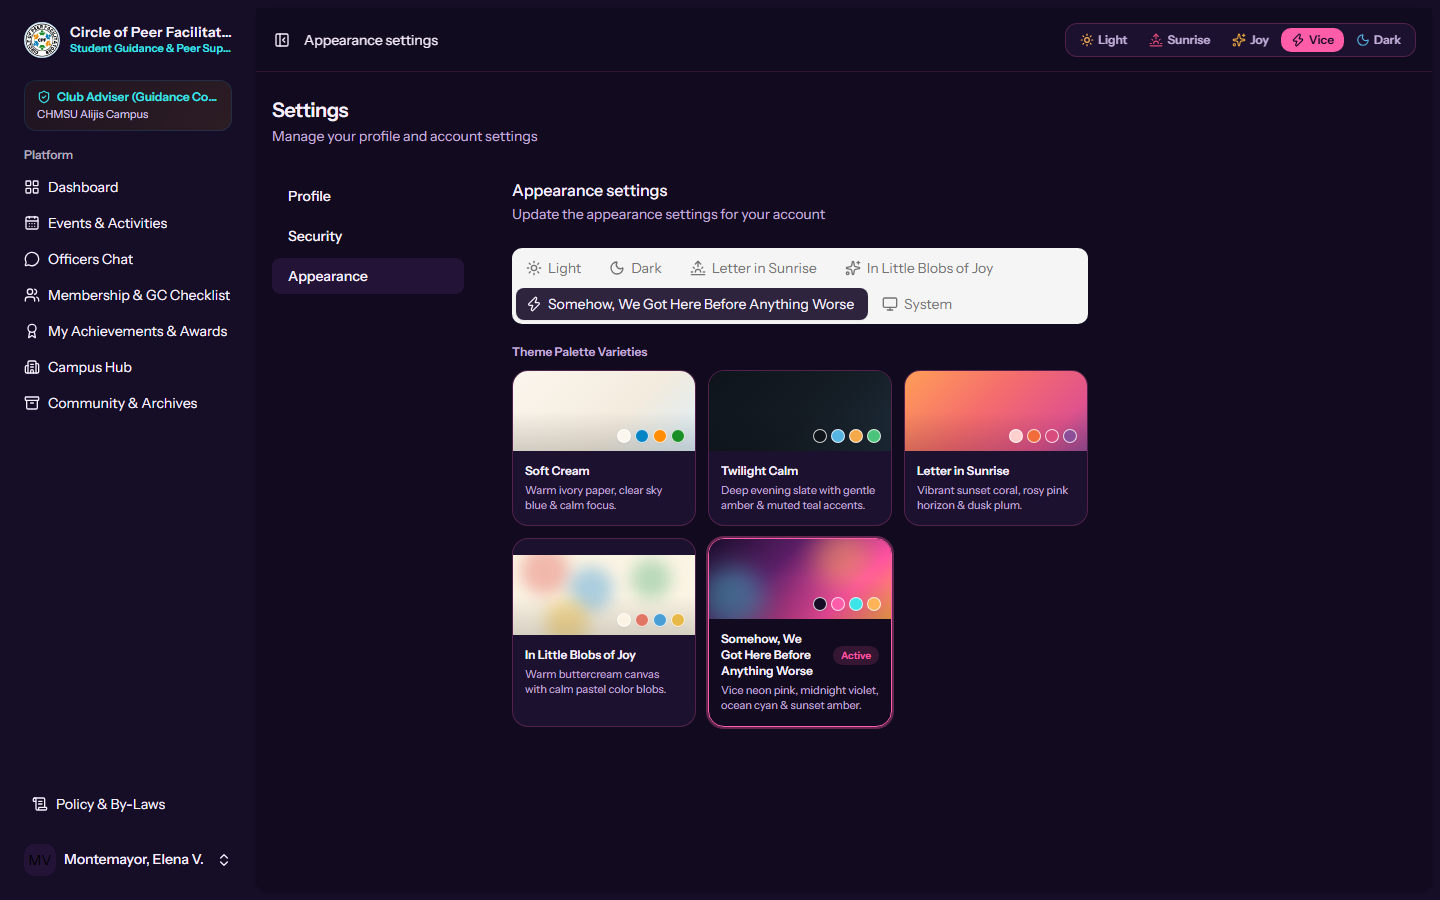 Circle of Peer Facilitat...
Student Guidance & Peer Sup...
Club Adviser (Guidance Co...
CHMSU Alijis Campus
Platform
Dashboard
Events & Activities
Officers Chat
Membership & GC Checklist
My Achievements & Awards
Campus Hub
Community & Archives
Policy & By-Laws
MV
Montemayor, Elena V.
Appearance settings
Light
Sunrise
Joy
Vice
Dark
Settings
Manage your profile and account settings
Profile
Security
Appearance
Appearance settings
Update the appearance settings for your account
Light
Dark
Letter in Sunrise
In Little Blobs of Joy
Somehow, We Got Here Before Anything Worse
System
Theme Palette Varieties
Soft Cream
Warm ivory paper, clear sky
blue & calm focus.
Twilight Calm
Deep evening slate with gentle
amber & muted teal accents.
Letter in Sunrise
Vibrant sunset coral, rosy pink
horizon & dusk plum.
In Little Blobs of Joy
Warm buttercream canvas
with calm pastel color blobs.
Somehow, We
Got Here Before
Anything Worse
Active
Vice neon pink, midnight violet,
ocean cyan & sunset amber.